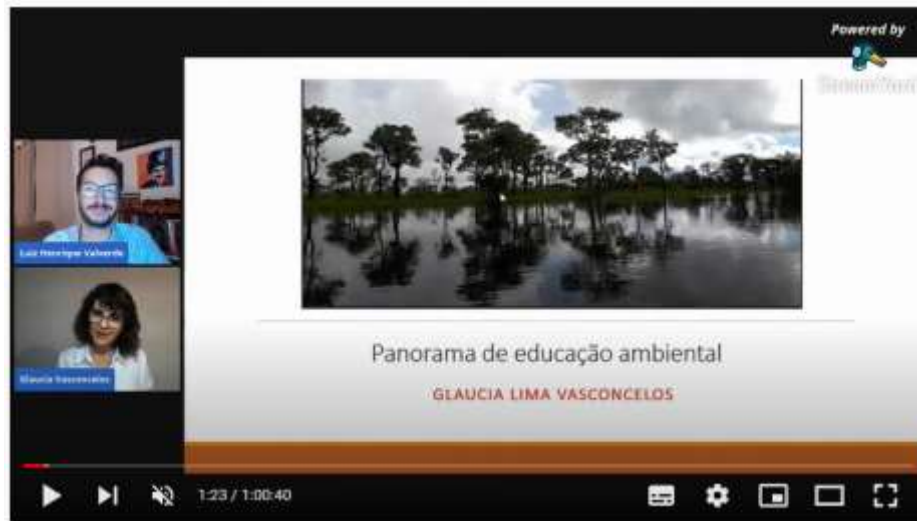 Powered by
StreamYard
Luiz Henrique Valverde
Glaucia Vasconcelos
Panorama de educação ambiental
GLAUCIA LIMA VASCONCELOS
1:23 / 1:00:40